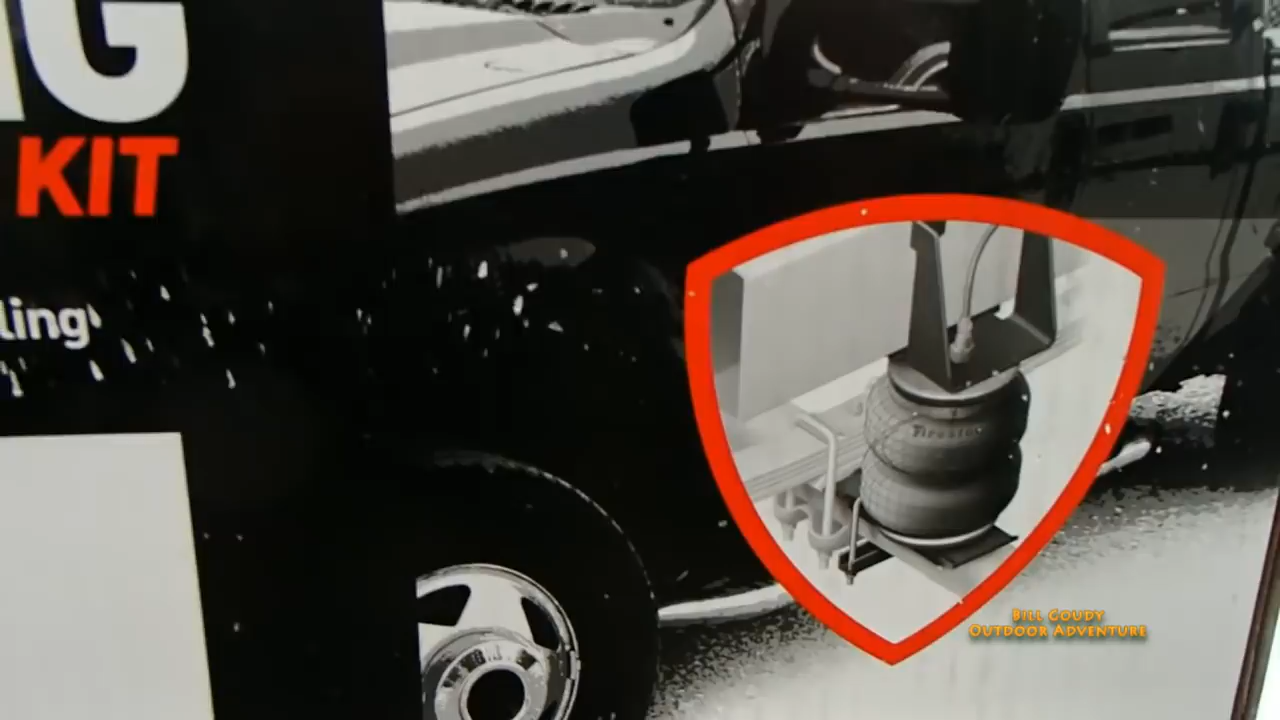 G
KIT
ling
Firestone
BILL COUDY
OUTDOOR ADVENTURE